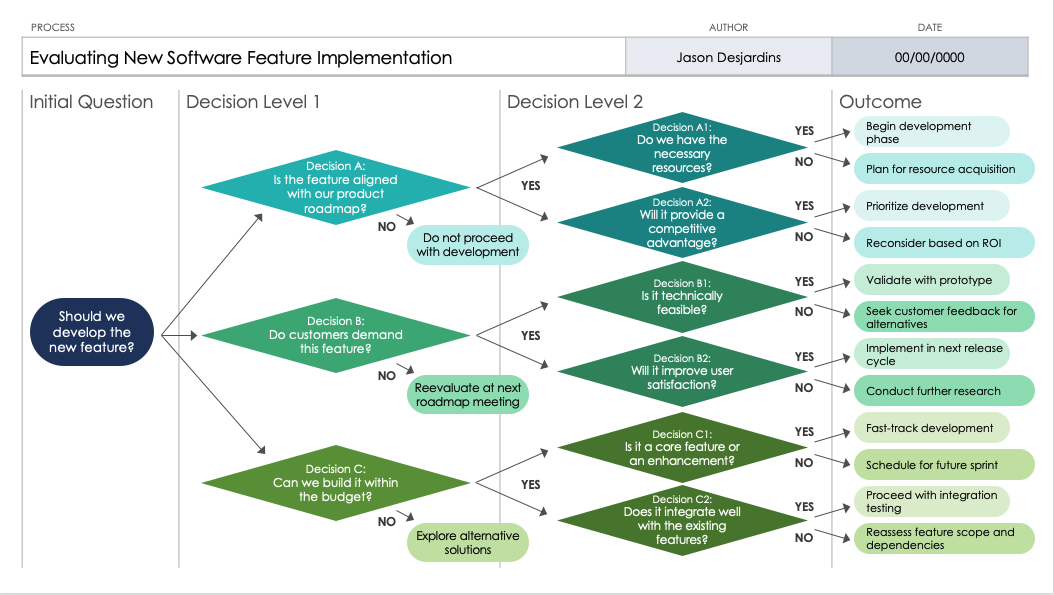 PROCESS
AUTHOR
DATE
Evaluating New Software Feature Implementation
Jason Desjardins
00/00/0000
Initial Question
Decision Level 1
Decision Level 2
Outcome
Should we
develop the
new feature?
Decision A:
Is the feature aligned
with our product
roadmap?
YES
NO
Do not proceed
with development
Decision A1:
Do we have the
necessary
resources?
YES
Begin development
phase
NO
Plan for resource acquisition
Decision A2:
Will it provide a
competitive
advantage?
YES
Prioritize development
NO
Reconsider based on ROI
Decision B:
Do customers demand
this feature?
YES
NO
Reevaluate at next
roadmap meeting
Decision B1:
Is it technically
feasible?
YES
Validate with prototype
NO
Seek customer feedback for
alternatives
Decision B2:
Will it improve user
satisfaction?
YES
Implement in next release
cycle
NO
Conduct further research
Decision C:
Can we build it within
the budget?
YES
NO
Explore alternative
solutions
Decision C1:
Is it a core feature or
an enhancement?
YES
Fast-track development
NO
Schedule for future sprint
Decision C2:
Does it integrate well
with the existing
features?
YES
Proceed with integration
testing
NO
Reassess feature scope and
dependencies